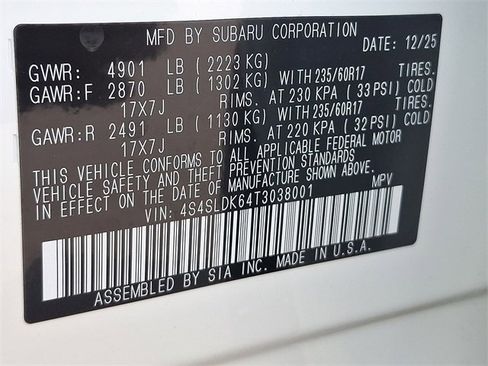 MFD BY SUBARU CORPORATION DATE: 12/25
GVWR: 4901 LB (2223 KG)
GAWR:F 2870 LB (1302 KG) WITH 235/60R17 TIRES,
17X7J RIMS. AT 230 KPA (33 PSI) COLD
GAWR:R 2491 LB (1130 KG) WITH 235/60R17 TIRES,
17X7J RIMS. AT 220 KPA (32 PSI) COLD
THIS VEHICLE CONFORMS TO ALL APPLICABLE FEDERAL MOTOR
VEHICLE SAFETY AND THEFT PREVENTION STANDARDS
IN EFFECT ON THE DATE OF MANUFACTURE SHOWN ABOVE.
VIN: 4S4SLDK64T3038001 MPV
ASSEMBLED BY SIA INC. MADE IN U.S.A.